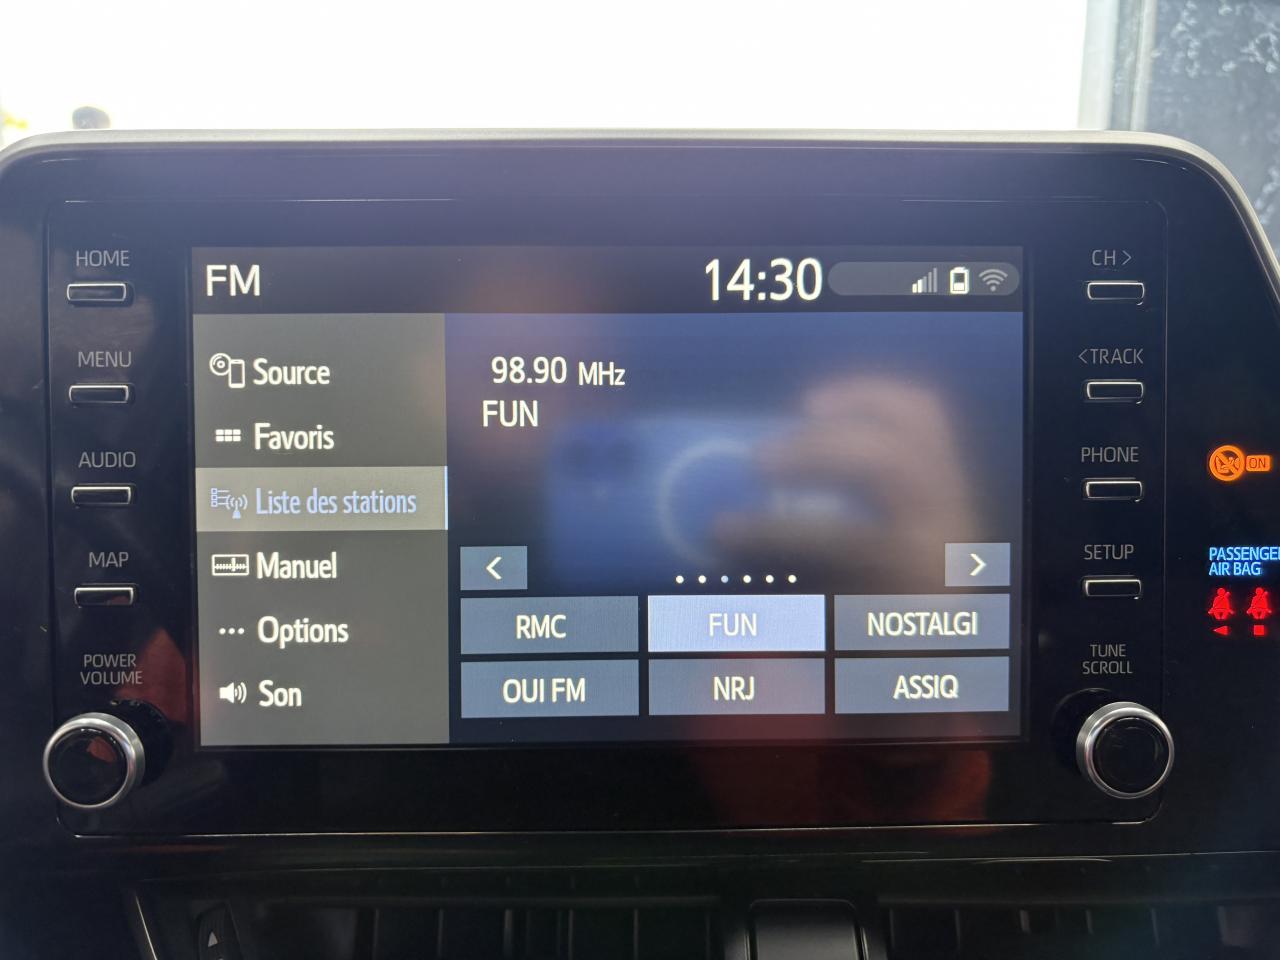 HOME
MENU
AUDIO
MAP
POWER
VOLUME
FM
14:30
Source
Favoris
Liste des stations
Manuel
Options
Son
98.90 MHz
FUN
<
>
RMC
FUN
NOSTALGI
OUI FM
NRJ
ASSIQ
CH >
<TRACK
PHONE
SETUP
TUNE
SCROLL
ON
PASSENGE
AIR BAG